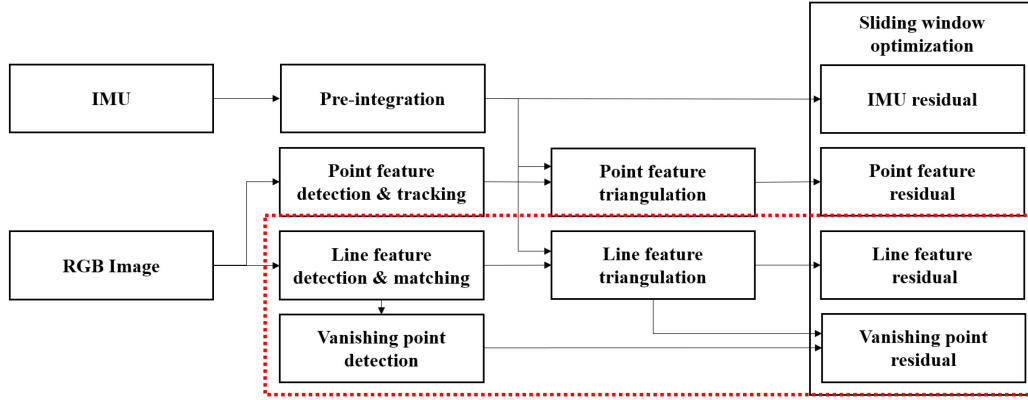 Sliding window
optimization
IMU
Pre-integration
IMU residual
Point feature
detection & tracking
Point feature
triangulation
Point feature
residual
RGB Image
Line feature
detection & matching
Line feature
triangulation
Line feature
residual
Vanishing point
detection
Vanishing point
residual